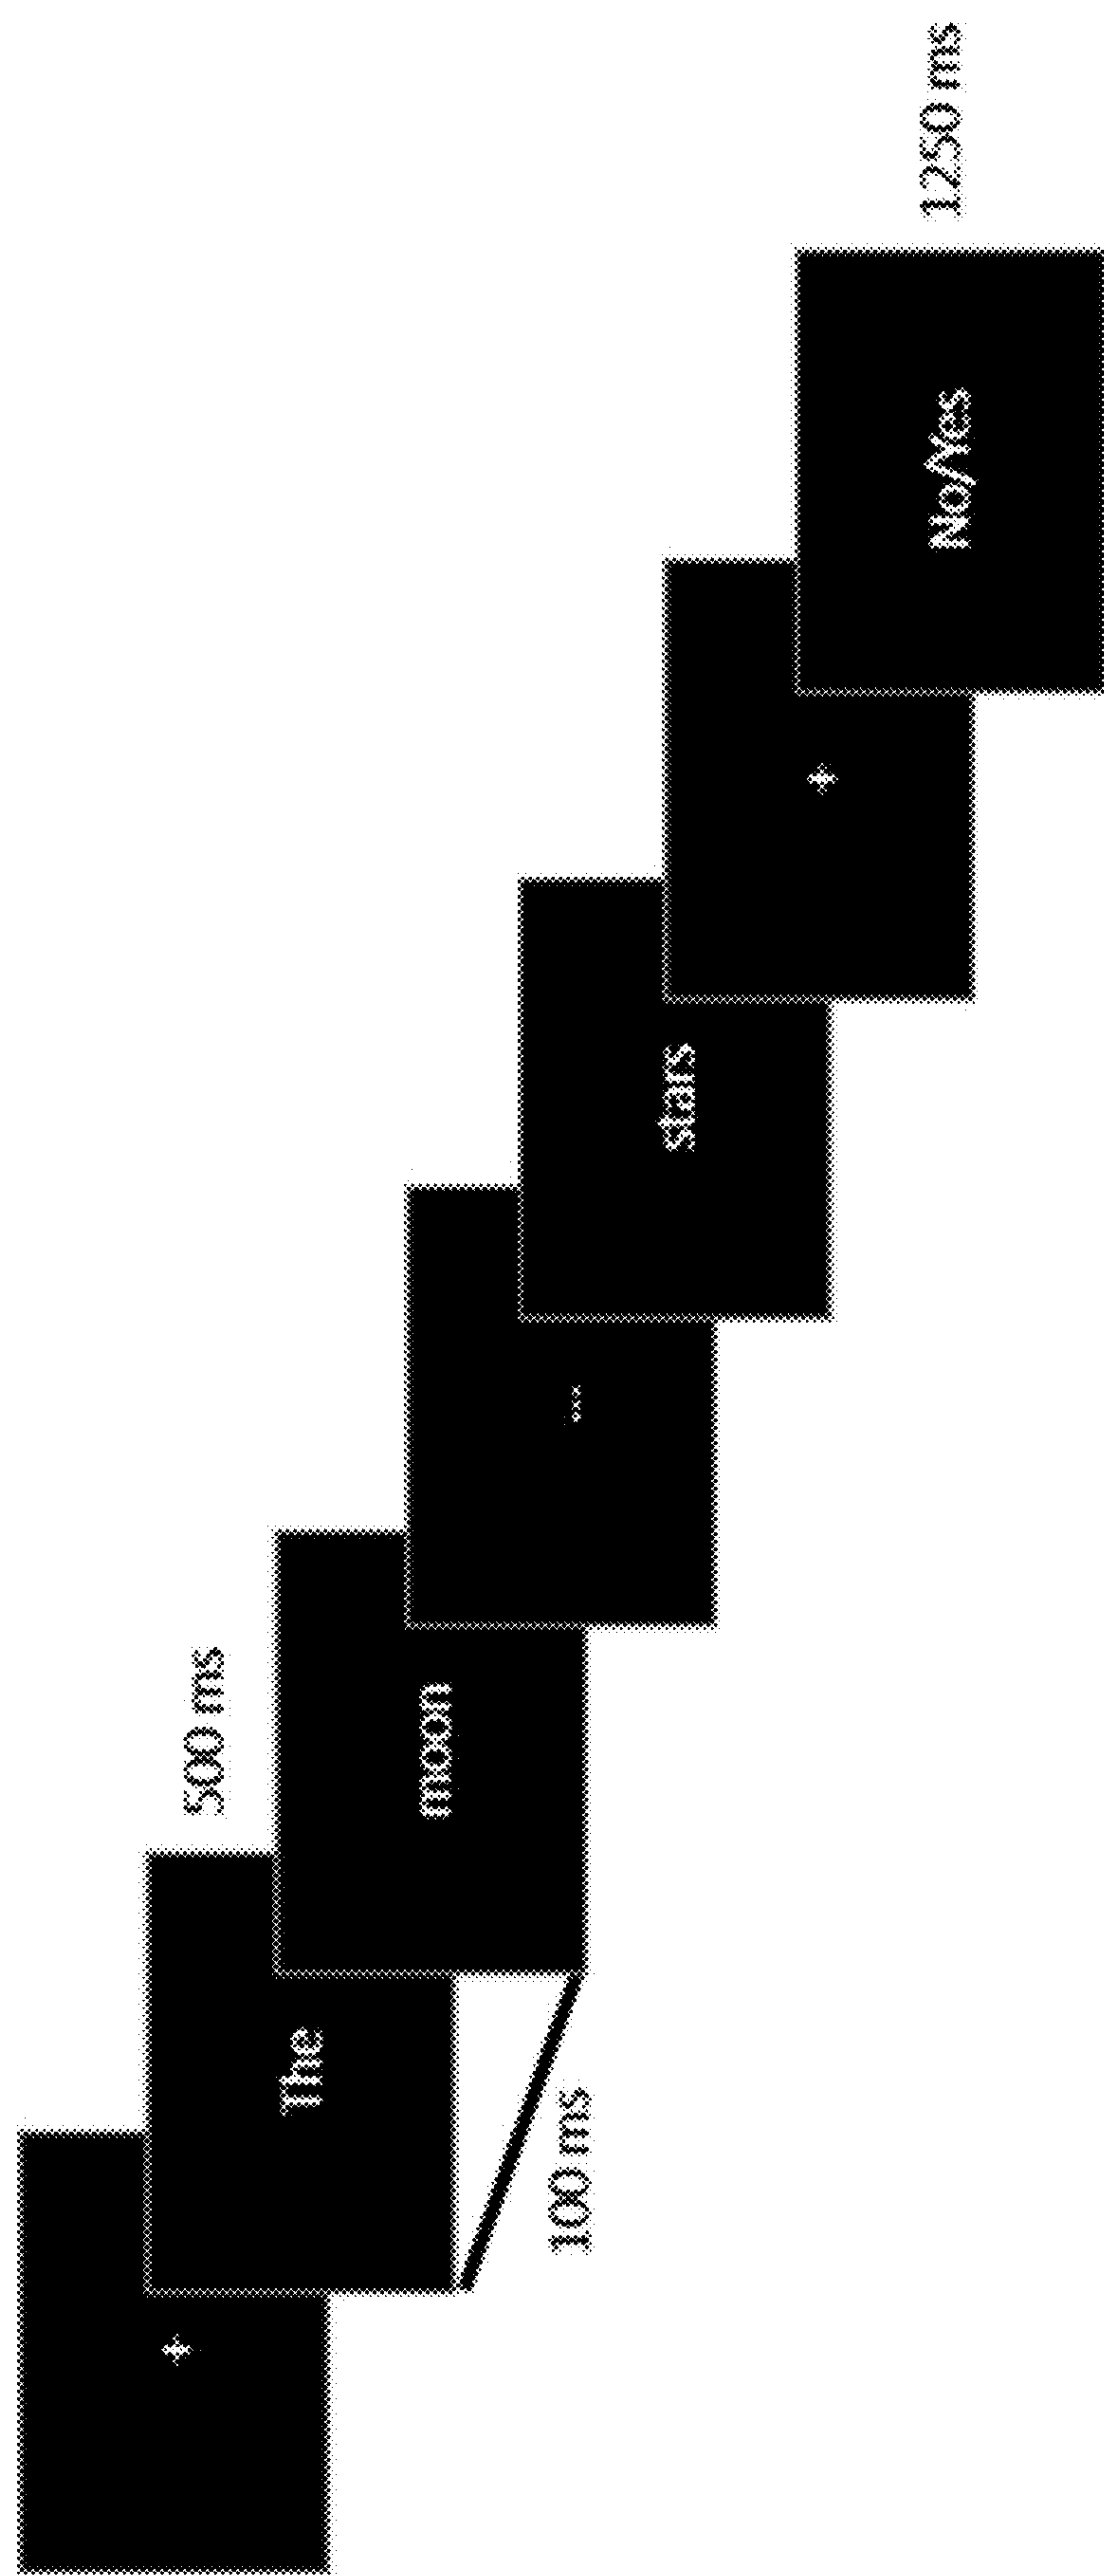 +
The
500 ms
100 ms
moon
...
stars
+
No/Yes
1250 ms